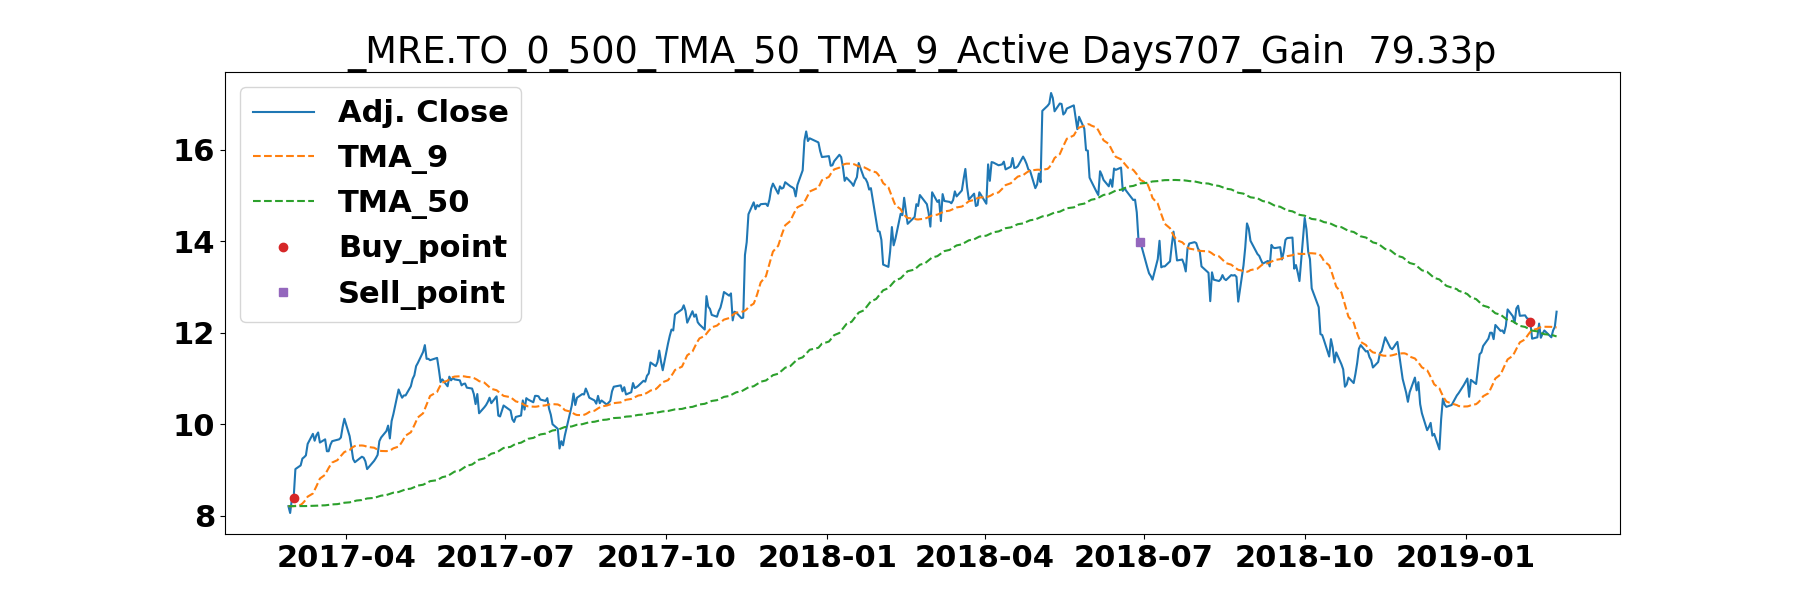 _MRE.TO_0_500_TMA_50_TMA_9_Active Days707_Gain  79.33p
Adj. Close
TMA_9
TMA_50
Buy_point
Sell_point
16
14
12
10
8
2017-04 2017-07 2017-10 2018-01 2018-04 2018-07 2018-10 2019-01